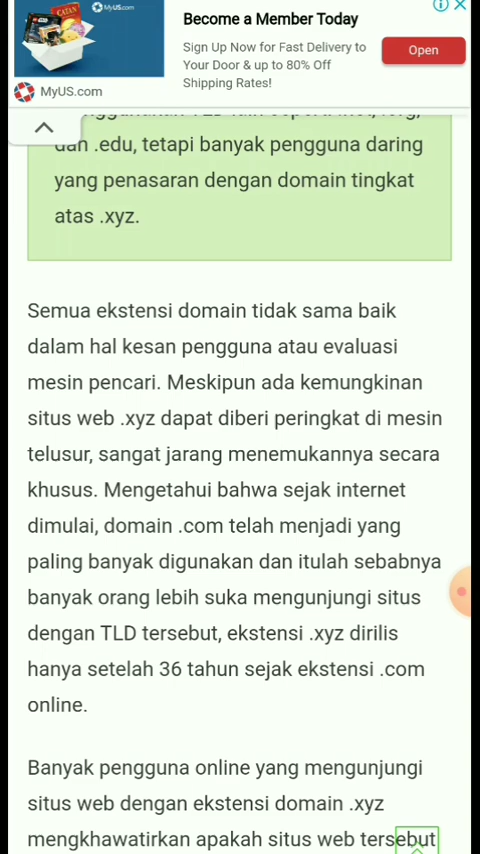 MyUS.com
CATAN
Become a Member Today
Sign Up Now for Fast Delivery to
Your Door & up to 80% Off
Shipping Rates!
Open
MyUS.com
dan .edu, tetapi banyak pengguna daring
yang penasaran dengan domain tingkat
atas .xyz.
Semua ekstensi domain tidak sama baik
dalam hal kesan pengguna atau evaluasi
mesin pencari. Meskipun ada kemungkinan
situs web .xyz dapat diberi peringkat di mesin
telusur, sangat jarang menemukannya secara
khusus. Mengetahui bahwa sejak internet
dimulai, domain .com telah menjadi yang
paling banyak digunakan dan itulah sebabnya
banyak orang lebih suka mengunjungi situs
dengan TLD tersebut, ekstensi .xyz dirilis
hanya setelah 36 tahun sejak ekstensi .com
online.
Banyak pengguna online yang mengunjungi
situs web dengan ekstensi domain .xyz
mengkhawatirkan apakah situs web tersebut